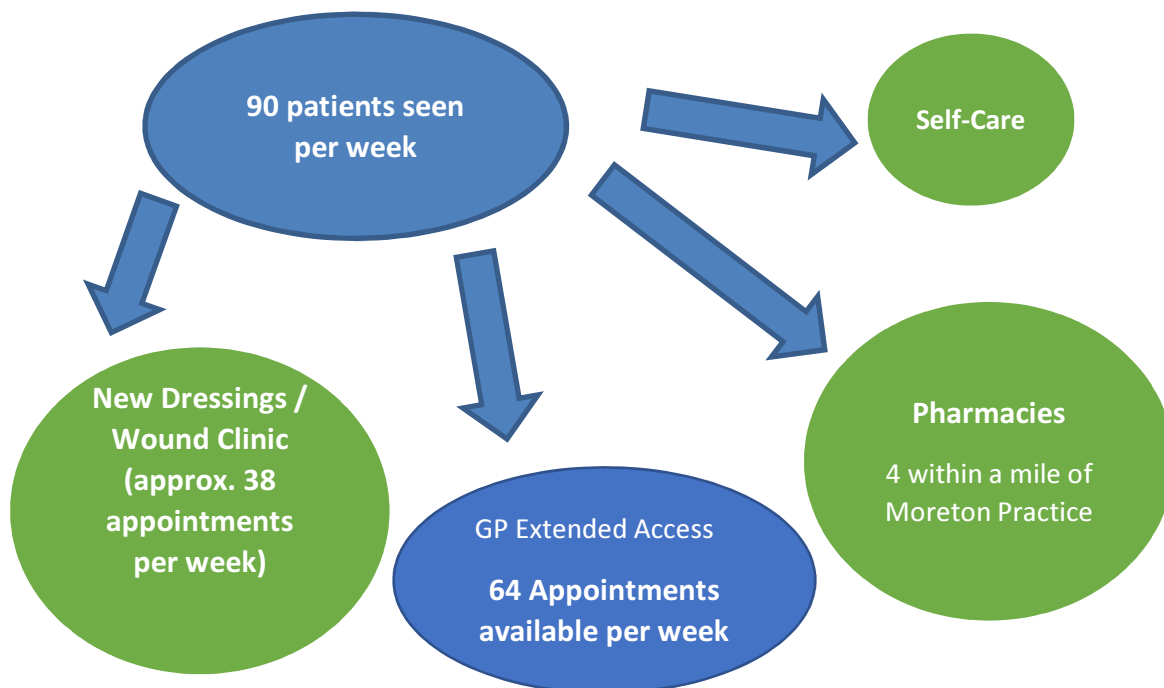 90 patients seen
per week
Self-Care
New Dressings /
Wound Clinic
(approx. 38
appointments
per week)
GP Extended Access
64 Appointments
available per week
Pharmacies
4 within a mile of
Moreton Practice